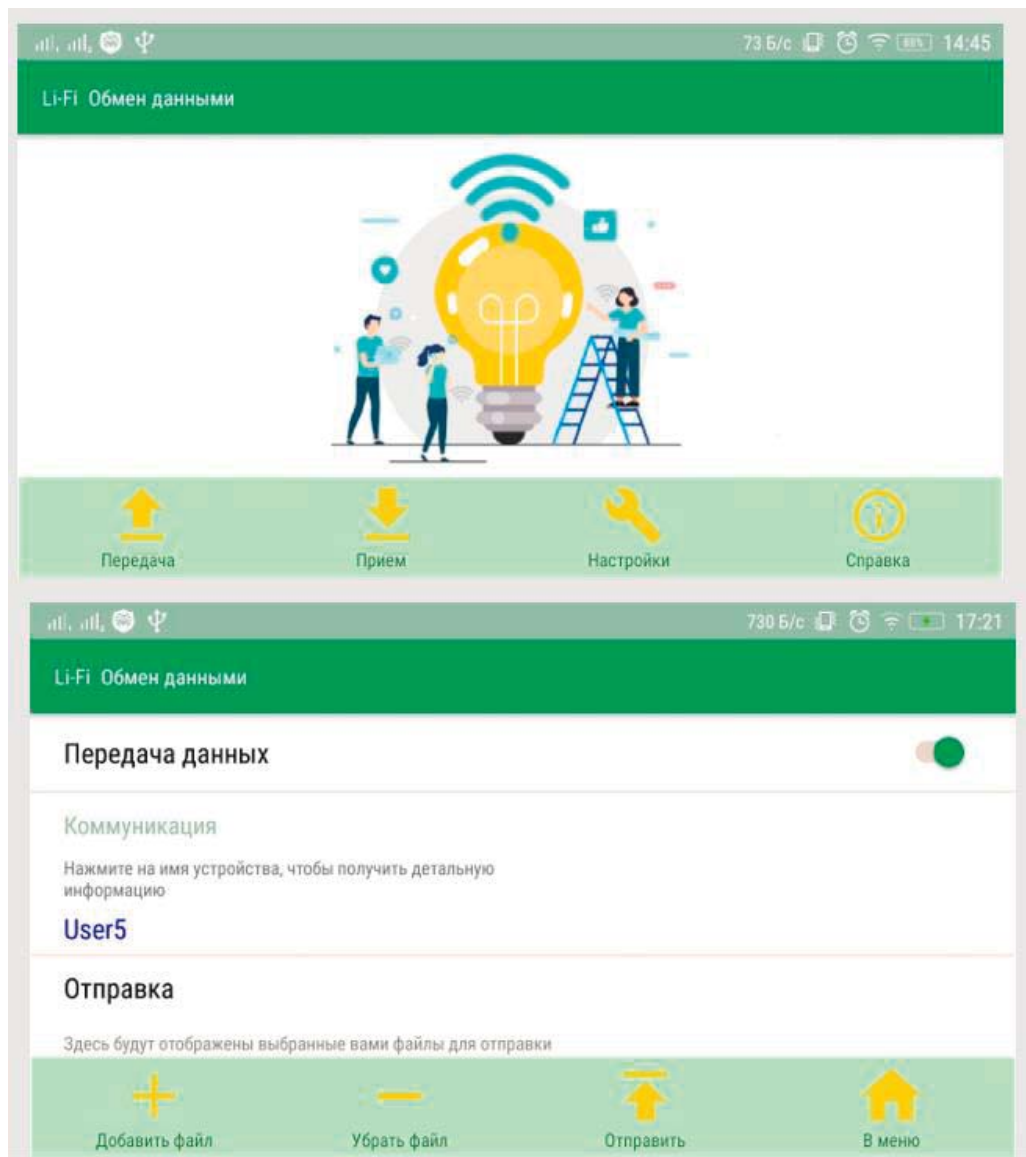 73 Б/с 88% 14:45
Li-Fi Обмен данными
Передача Прием Настройки Справка
730 Б/с 17:21
Li-Fi Обмен данными
Передача данных
Коммуникация
Нажмите на имя устройства, чтобы получить детальную
информацию
User5
Отправка
Здесь будут отображены выбранные вами файлы для отправки
Добавить файл Убрать файл Отправить В меню